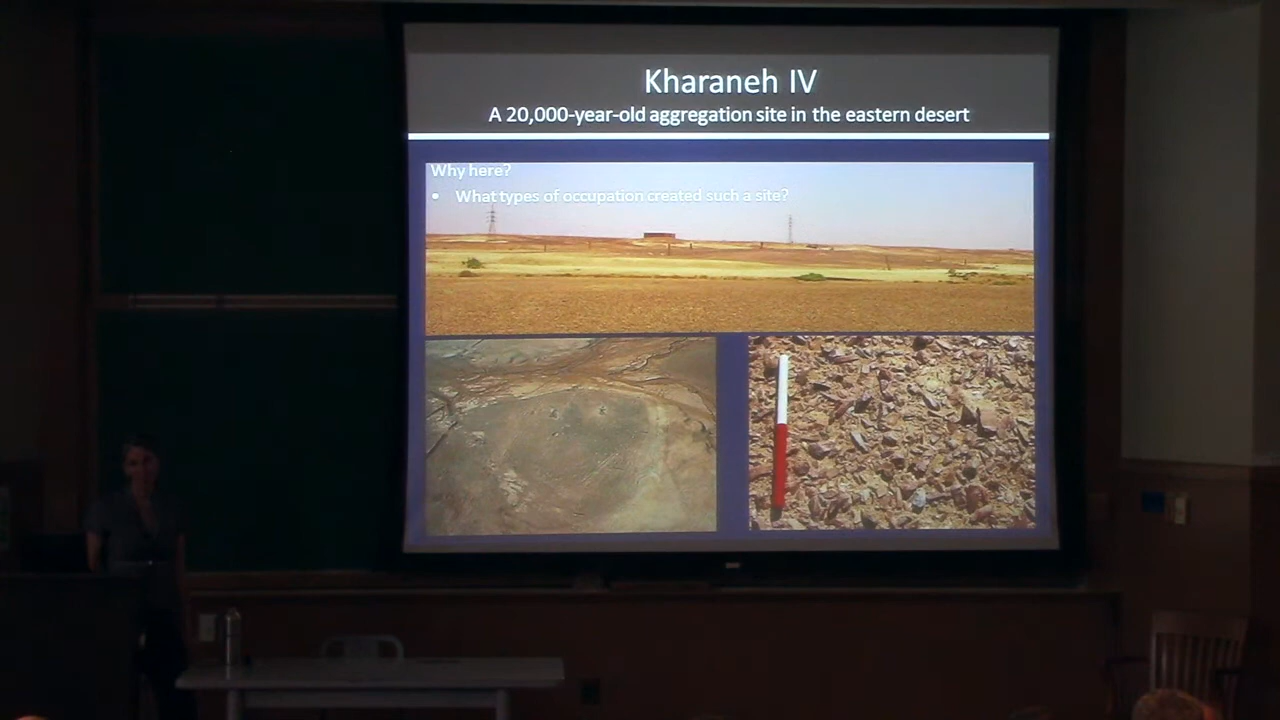 Kharaneh IV
A 20,000-year-old aggregation site in the eastern desert
Why here?
• What types of occupation created such a site?